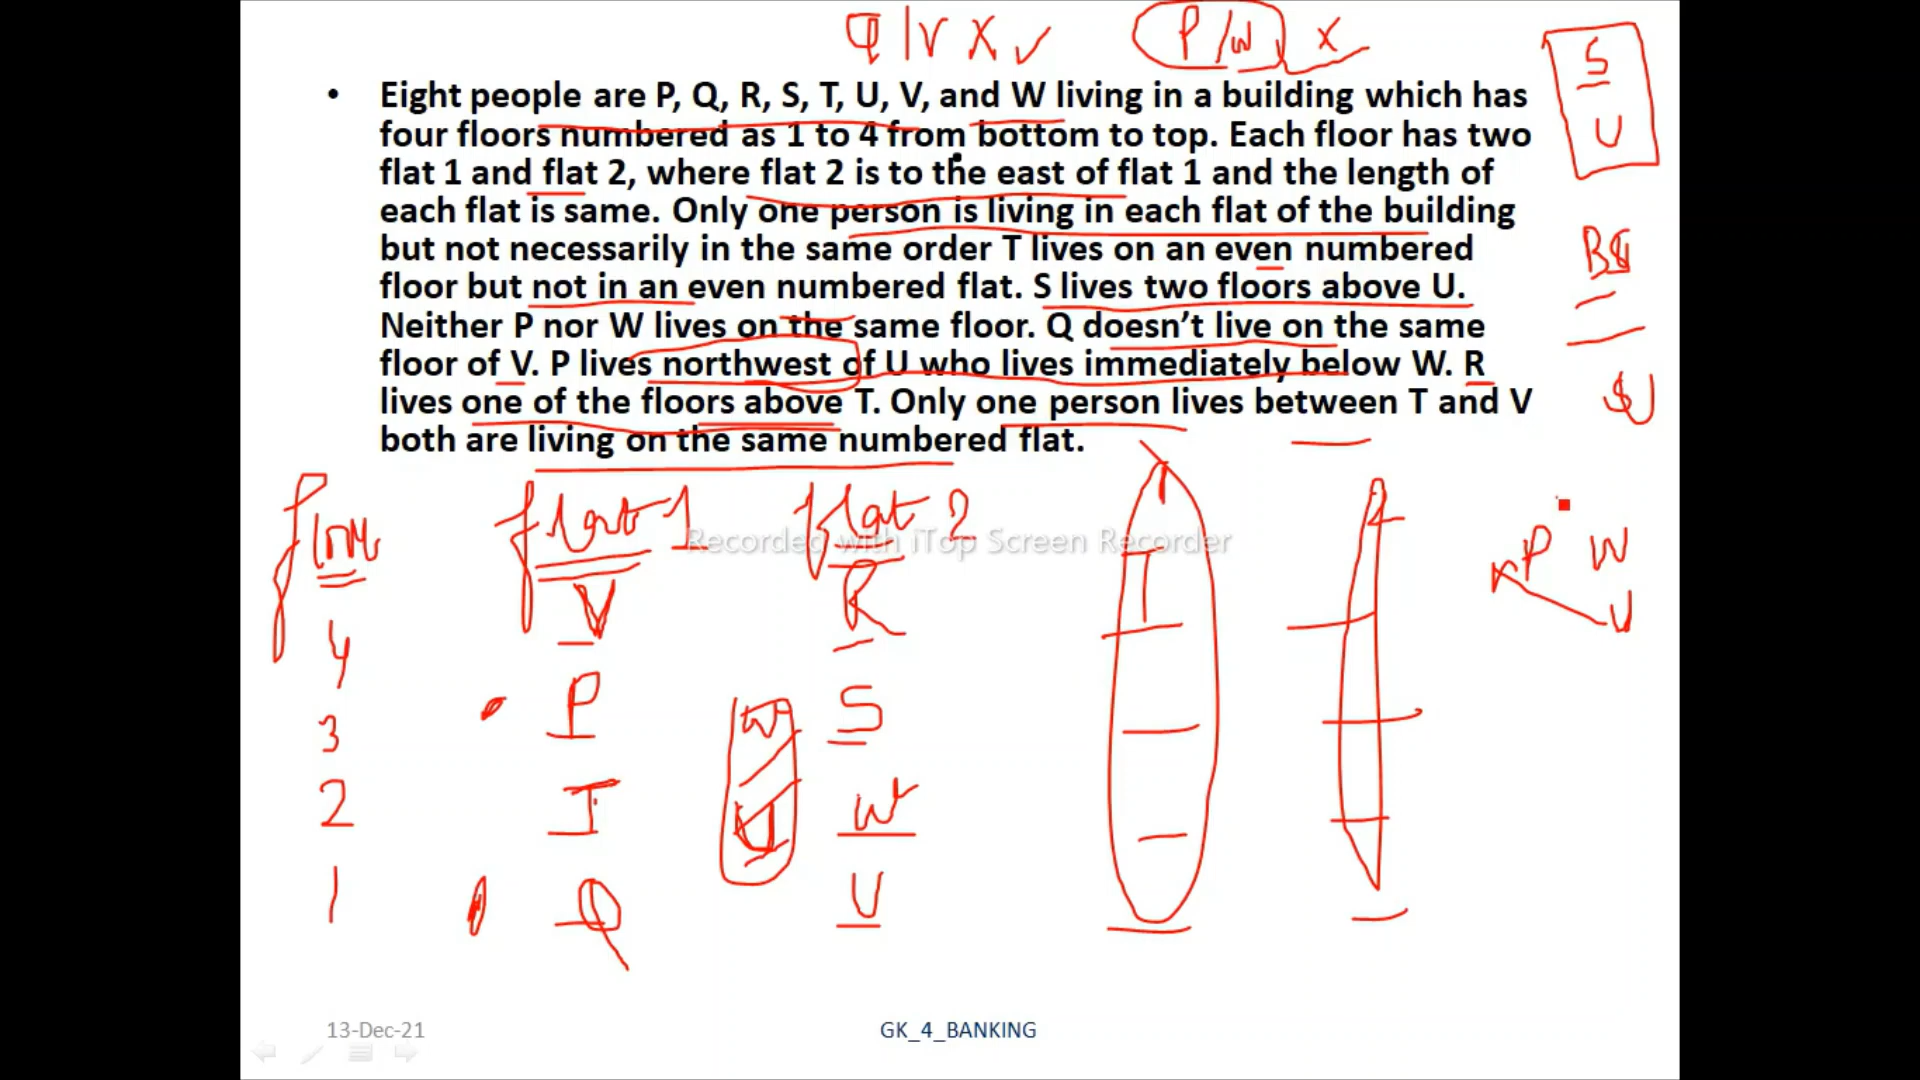 Q/V X ✓ P/W X
S
U
• Eight people are P, Q, R, S, T, U, V, and W living in a building which has
four floors numbered as 1 to 4 from bottom to top. Each floor has two
flat 1 and flat 2, where flat 2 is to the east of flat 1 and the length of
each flat is same. Only one person is living in each flat of the building
but not necessarily in the same order T lives on an even numbered
floor but not in an even numbered flat. S lives two floors above U.
Neither P nor W lives on the same floor. Q doesn't live on the same
floor of V. P lives northwest of U who lives immediately below W. R
lives one of the floors above T. Only one person lives between T and V
both are living on the same numbered flat.
flat 1 flat 2
Recorded with iTop Screen Recorder
P W
U
4 V R
3 P W S
2 T U W
1 Q U
13-Dec-21 GK_4_BANKING